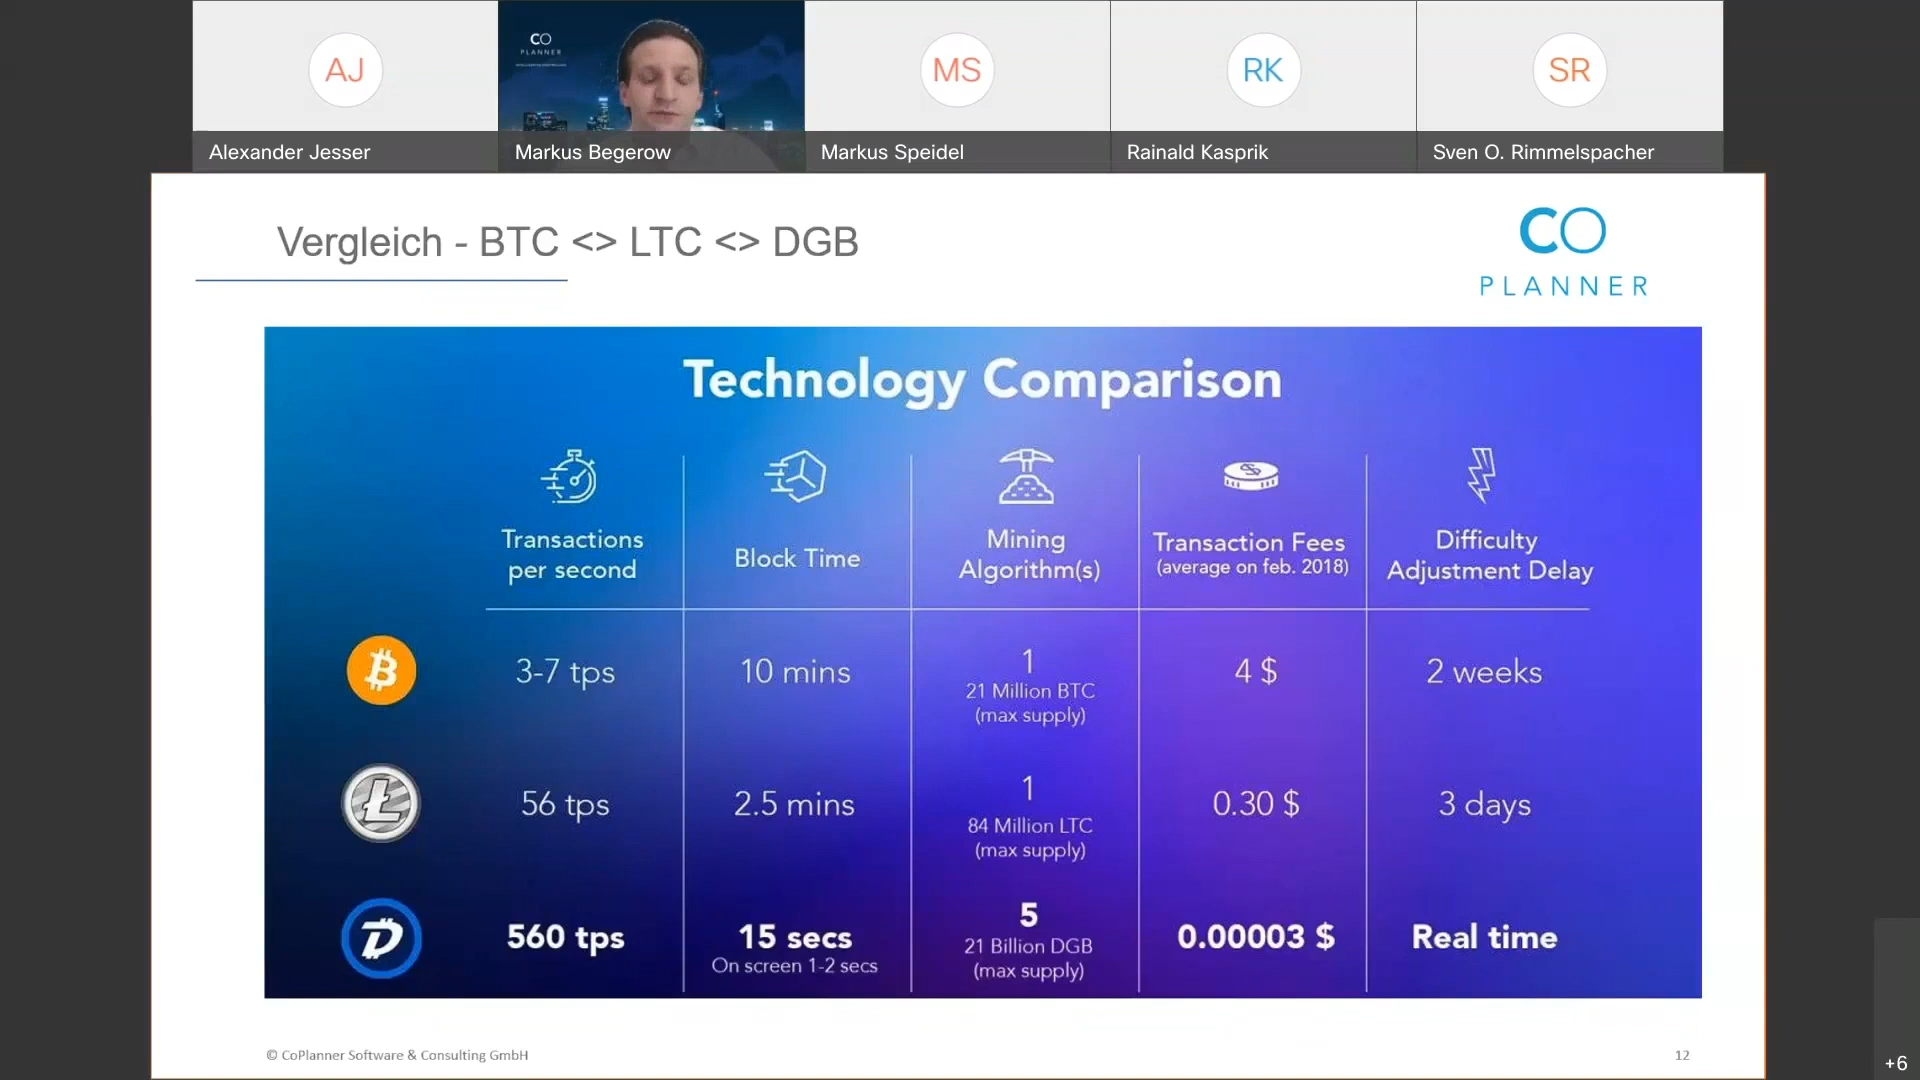 AJ
CO
PLANNER
MS
RK
SR
Alexander Jesser
Markus Begerow
Markus Speidel
Rainald Kasprik
Sven O. Rimmelspacher
Vergleich - BTC <> LTC <> DGB
CO
PLANNER
Technology Comparison
Transactions
per second
Block Time
Mining
Algorithm(s)
Transaction Fees
(average on feb. 2018)
Difficulty
Adjustment Delay
3-7 tps
10 mins
1
21 Million BTC
(max supply)
4 $
2 weeks
56 tps
2.5 mins
1
84 Million LTC
(max supply)
0.30 $
3 days
560 tps
15 secs
On screen 1-2 secs
5
21 Billion DGB
(max supply)
0.00003 $
Real time
© CoPlanner Software & Consulting GmbH
12
+6